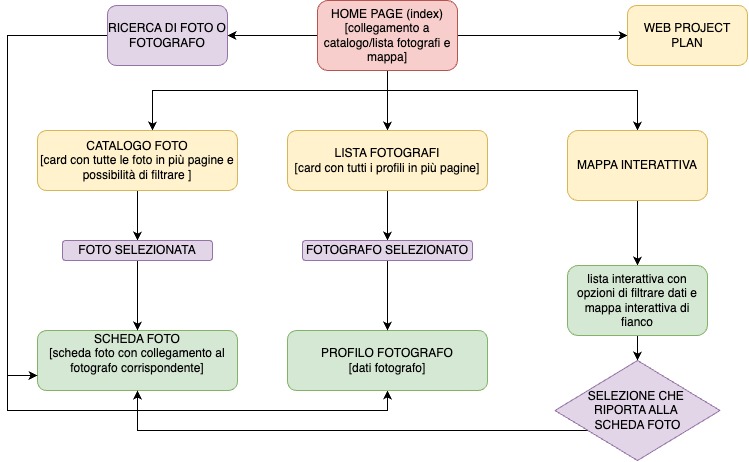 RICERCA DI FOTO O
FOTOGRAFO
HOME PAGE (index)
[collegamento a
catalogo/lista fotografi e
mappa]
WEB PROJECT
PLAN
CATALOGO FOTO
[card con tutte le foto in più pagine e
possibilità di filtrare ]
LISTA FOTOGRAFI
[card con tutti i profili in più pagine]
MAPPA INTERATTIVA
FOTO SELEZIONATA
FOTOGRAFO SELEZIONATO
lista interattiva con
opzioni di filtrare dati e
mappa interattiva di
fianco
SCHEDA FOTO
[scheda foto con collegamento al
fotografo corrispondente]
PROFILO FOTOGRAFO
[dati fotografo]
SELEZIONE CHE
RIPORTA ALLA
SCHEDA FOTO